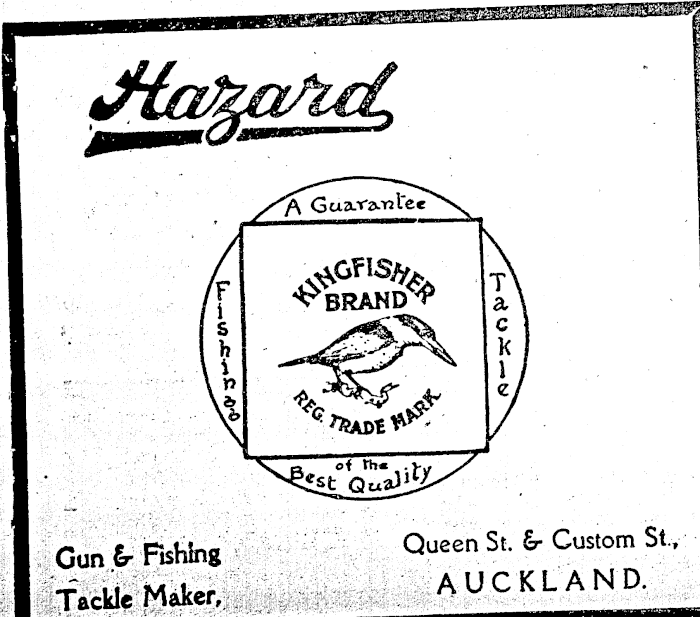 Hazard
A Guarantee
Fishing
Tackle
KINGFISHER
BRAND
REG. TRADE MARK
of the
Best Quality
Gun & Fishing
Tackle Maker,
Queen St. & Custom St.,
AUCKLAND.